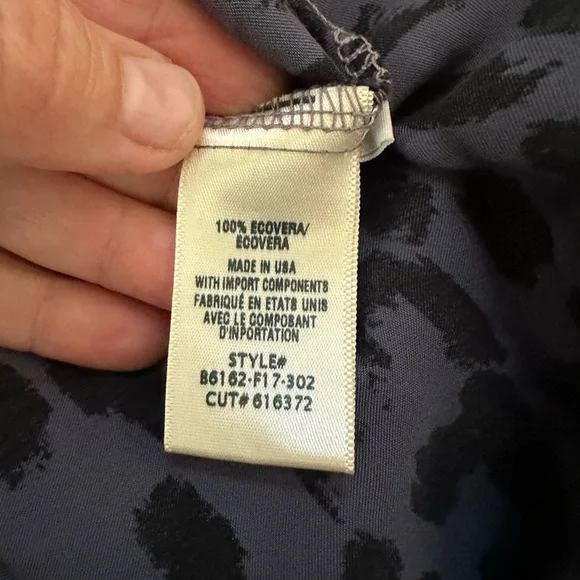 100% ECOVERA/
ECOVERA
MADE IN USA
WITH IMPORT COMPONENTS
FABRIQUÉ EN ETATS UNIS
AVEC LE COMPOSANT
D'INPORTATION
STYLE#
B6162-F17-302
CUT# 616372